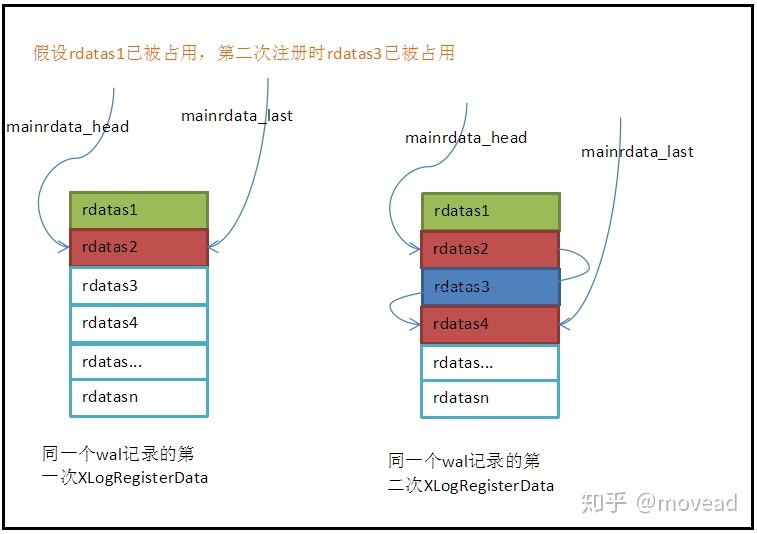 假设rdatas1已被占用，第二次注册时rdatas3已被占用
mainrdata_head
mainrdata_last
rdatas1
rdatas2
rdatas3
rdatas4
rdatas...
rdatasn
同一个wal记录的第
一次XLogRegisterData
mainrdata_head
mainrdata_last
rdatas1
rdatas2
rdatas3
rdatas4
rdatas...
rdatasn
同一个wal记录的第
二次XLogRegisterData
知乎 @movead